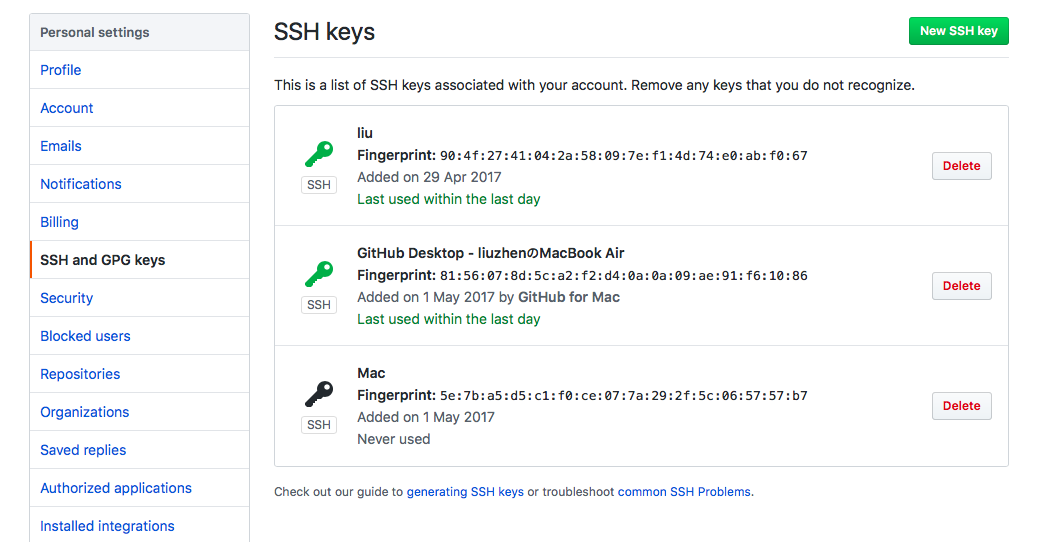 Personal settings
Profile
Account
Emails
Notifications
Billing
SSH and GPG keys
Security
Blocked users
Repositories
Organizations
Saved replies
Authorized applications
Installed integrations
SSH keys
New SSH key
This is a list of SSH keys associated with your account. Remove any keys that you do not recognize.
liu
Fingerprint: 90:4f:27:41:04:2a:58:09:7e:f1:4d:74:e0:ab:f0:67
Added on 29 Apr 2017
Last used within the last day
SSH
Delete
GitHub Desktop - liuzhenのMacBook Air
Fingerprint: 81:56:07:8d:5c:a2:f2:d4:0a:0a:09:ae:91:f6:10:86
Added on 1 May 2017 by GitHub for Mac
Last used within the last day
SSH
Delete
Mac
Fingerprint: 5e:7b:a5:d5:c1:f0:ce:07:7a:29:2f:5c:06:57:57:b7
Added on 1 May 2017
Never used
SSH
Delete
Check out our guide to generating SSH keys or troubleshoot common SSH Problems.